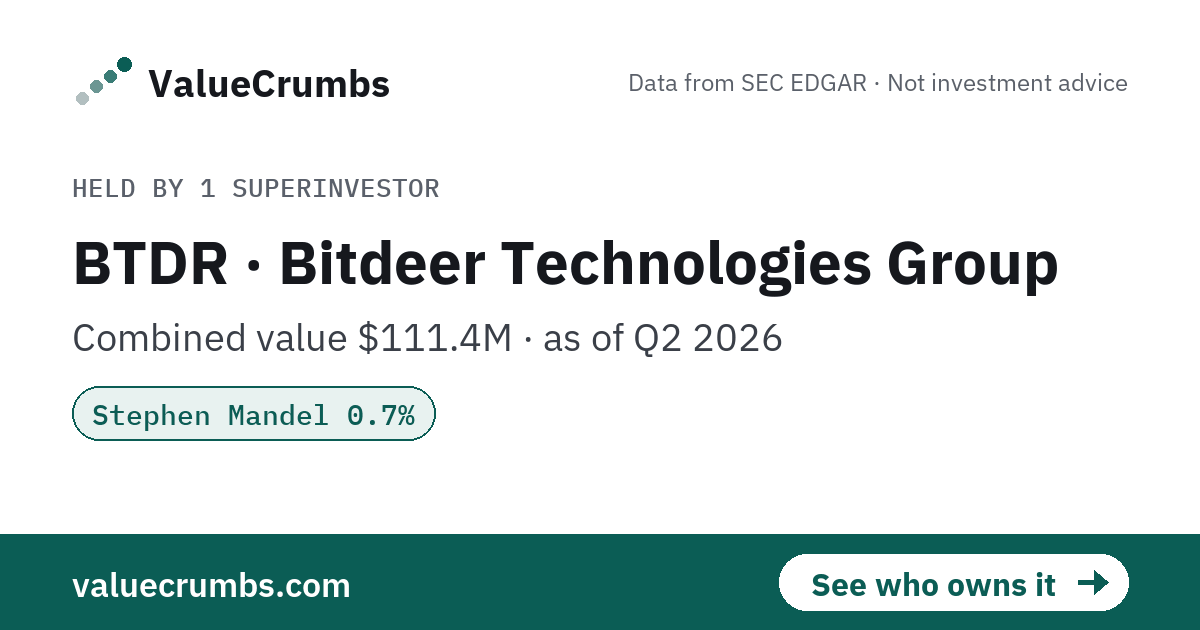 ValueCrumbs
Data from SEC EDGAR · Not investment advice
HELD BY 1 SUPERINVESTOR
BTDR · Bitdeer Technologies Group
Combined value $111.4M · as of Q2 2026
Stephen Mandel 0.7%
valuecrumbs.com
See who owns it →